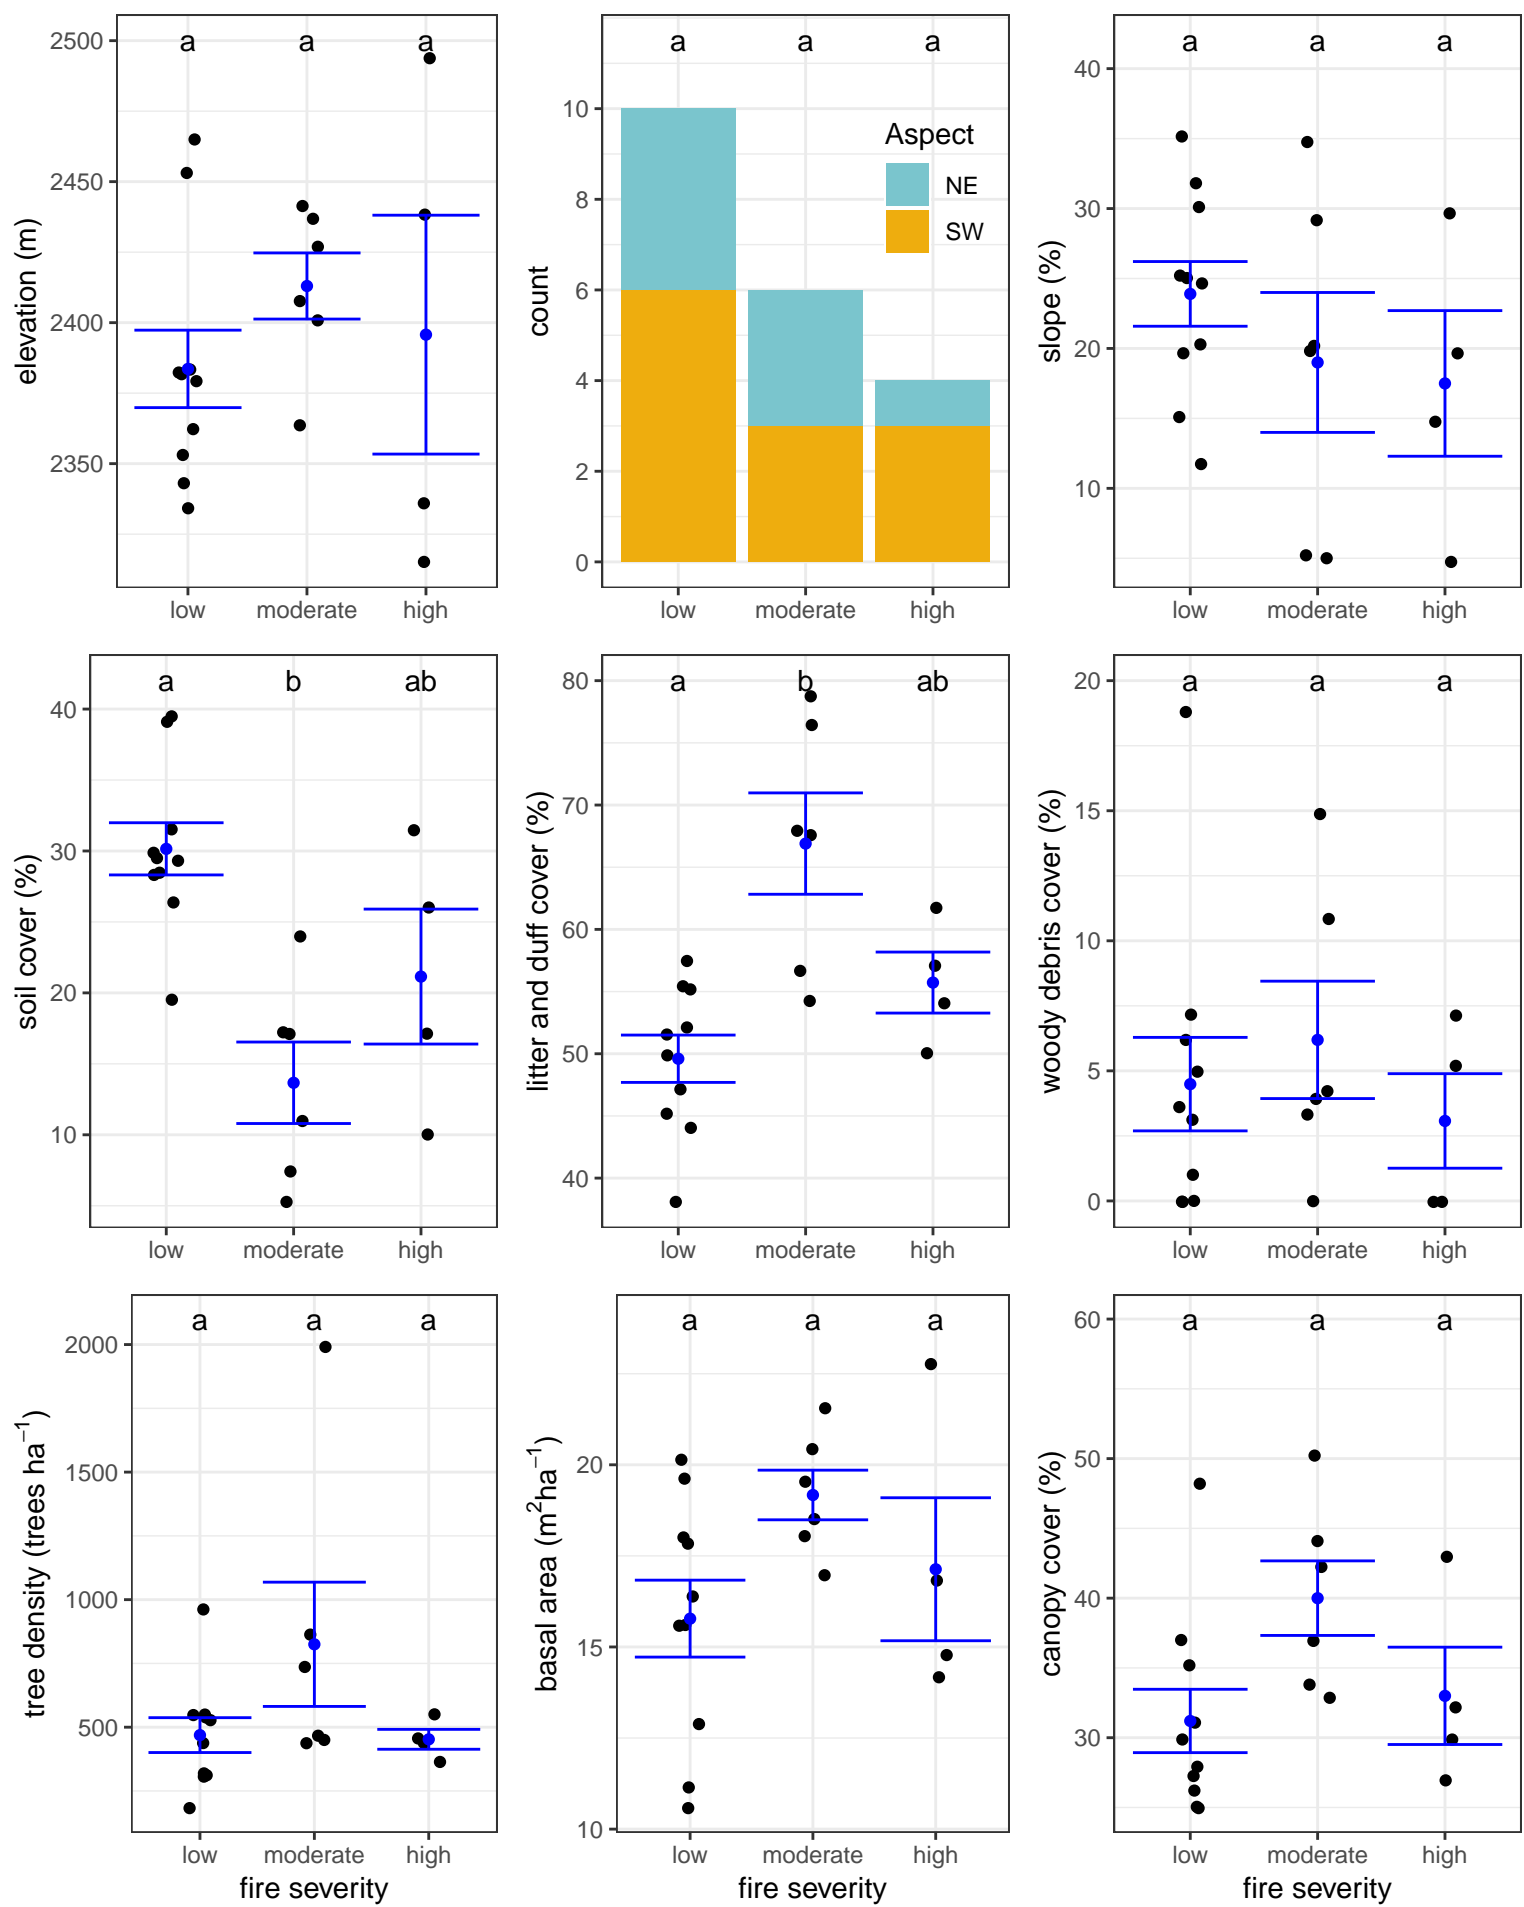 2500
2450
2400
2350
elevation (m)
a a a
low moderate high
10
8
6
4
2
0
count
a a a
Aspect
NE
SW
low moderate high
40
30
20
10
slope (%)
a a a
low moderate high
40
30
20
10
soil cover (%)
a b ab
low moderate high
80
70
60
50
40
litter and duff cover (%)
a b ab
low moderate high
20
15
10
5
0
woody debris cover (%)
a a a
low moderate high
2000
1500
1000
500
tree density (trees ha⁻¹)
a a a
low moderate high
fire severity
20
15
10
basal area (m²ha⁻¹)
a a a
low moderate high
fire severity
60
50
40
30
canopy cover (%)
a a a
low moderate high
fire severity